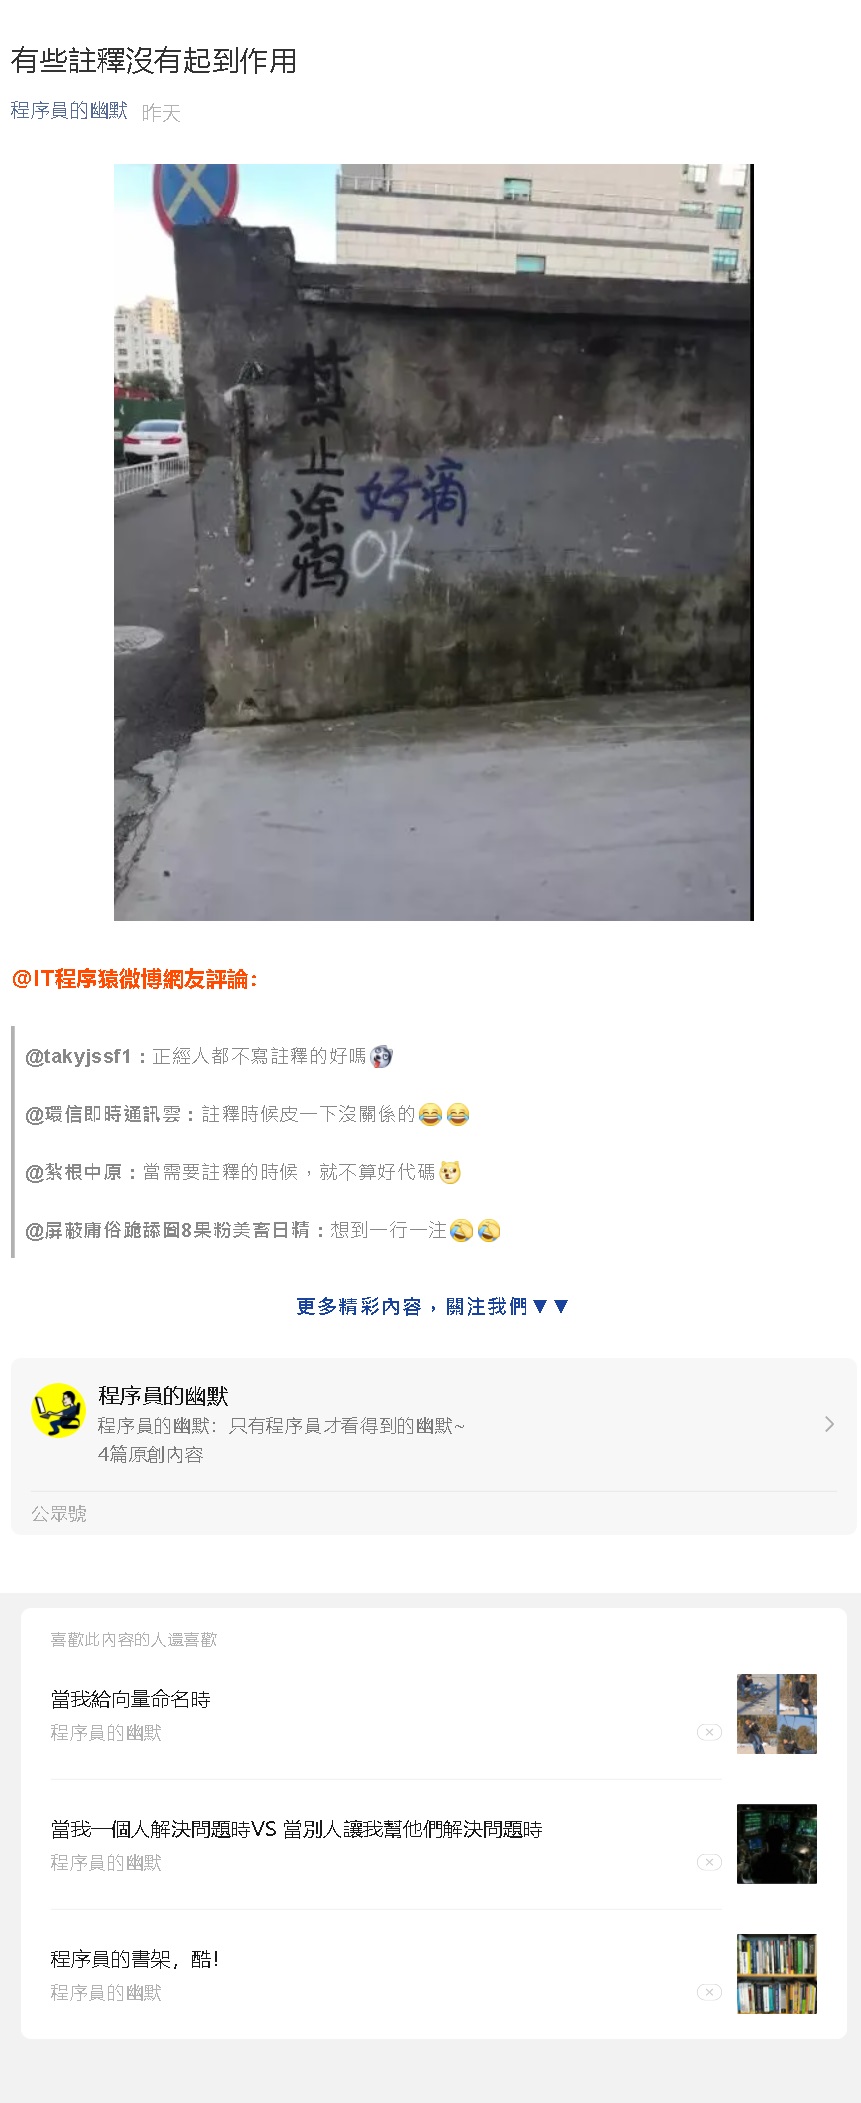 有些註釋沒有起到作用
程序員的幽默 昨天
禁止涂鸦
好滴
OK
@IT程序猿微博網友評論：
@takyjssf1：正經人都不寫註釋的好嗎
@環信即時通訊雲：註釋時候皮一下沒關係的
@紮根中原：當需要註釋的時候，就不算好代碼
@屏蔽庸俗跪舔囼8果粉美畜日精：想到一行一注
更多精彩內容，關注我們▼▼
程序員的幽默
程序員的幽默：只有程序員才看得到的幽默~
4篇原創內容
公眾號
喜歡此內容的人還喜歡
當我給向量命名時
程序員的幽默
當我一個人解決問題時VS 當別人讓我幫他們解決問題時
程序員的幽默
程序員的書架，酷！
程序員的幽默